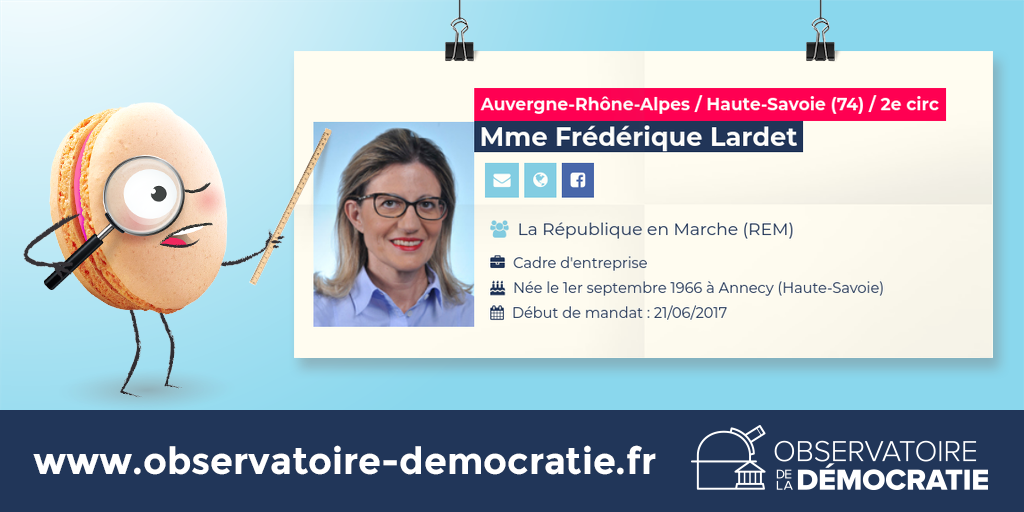 Auvergne-Rhône-Alpes / Haute-Savoie (74) / 2e circ
Mme Frédérique Lardet
La République en Marche (REM)
Cadre d'entreprise
Née le 1er septembre 1966 à Annecy (Haute-Savoie)
Début de mandat : 21/06/2017
www.observatoire-democratie.fr
OBSERVATOIRE
DE LA DÉMOCRATIE